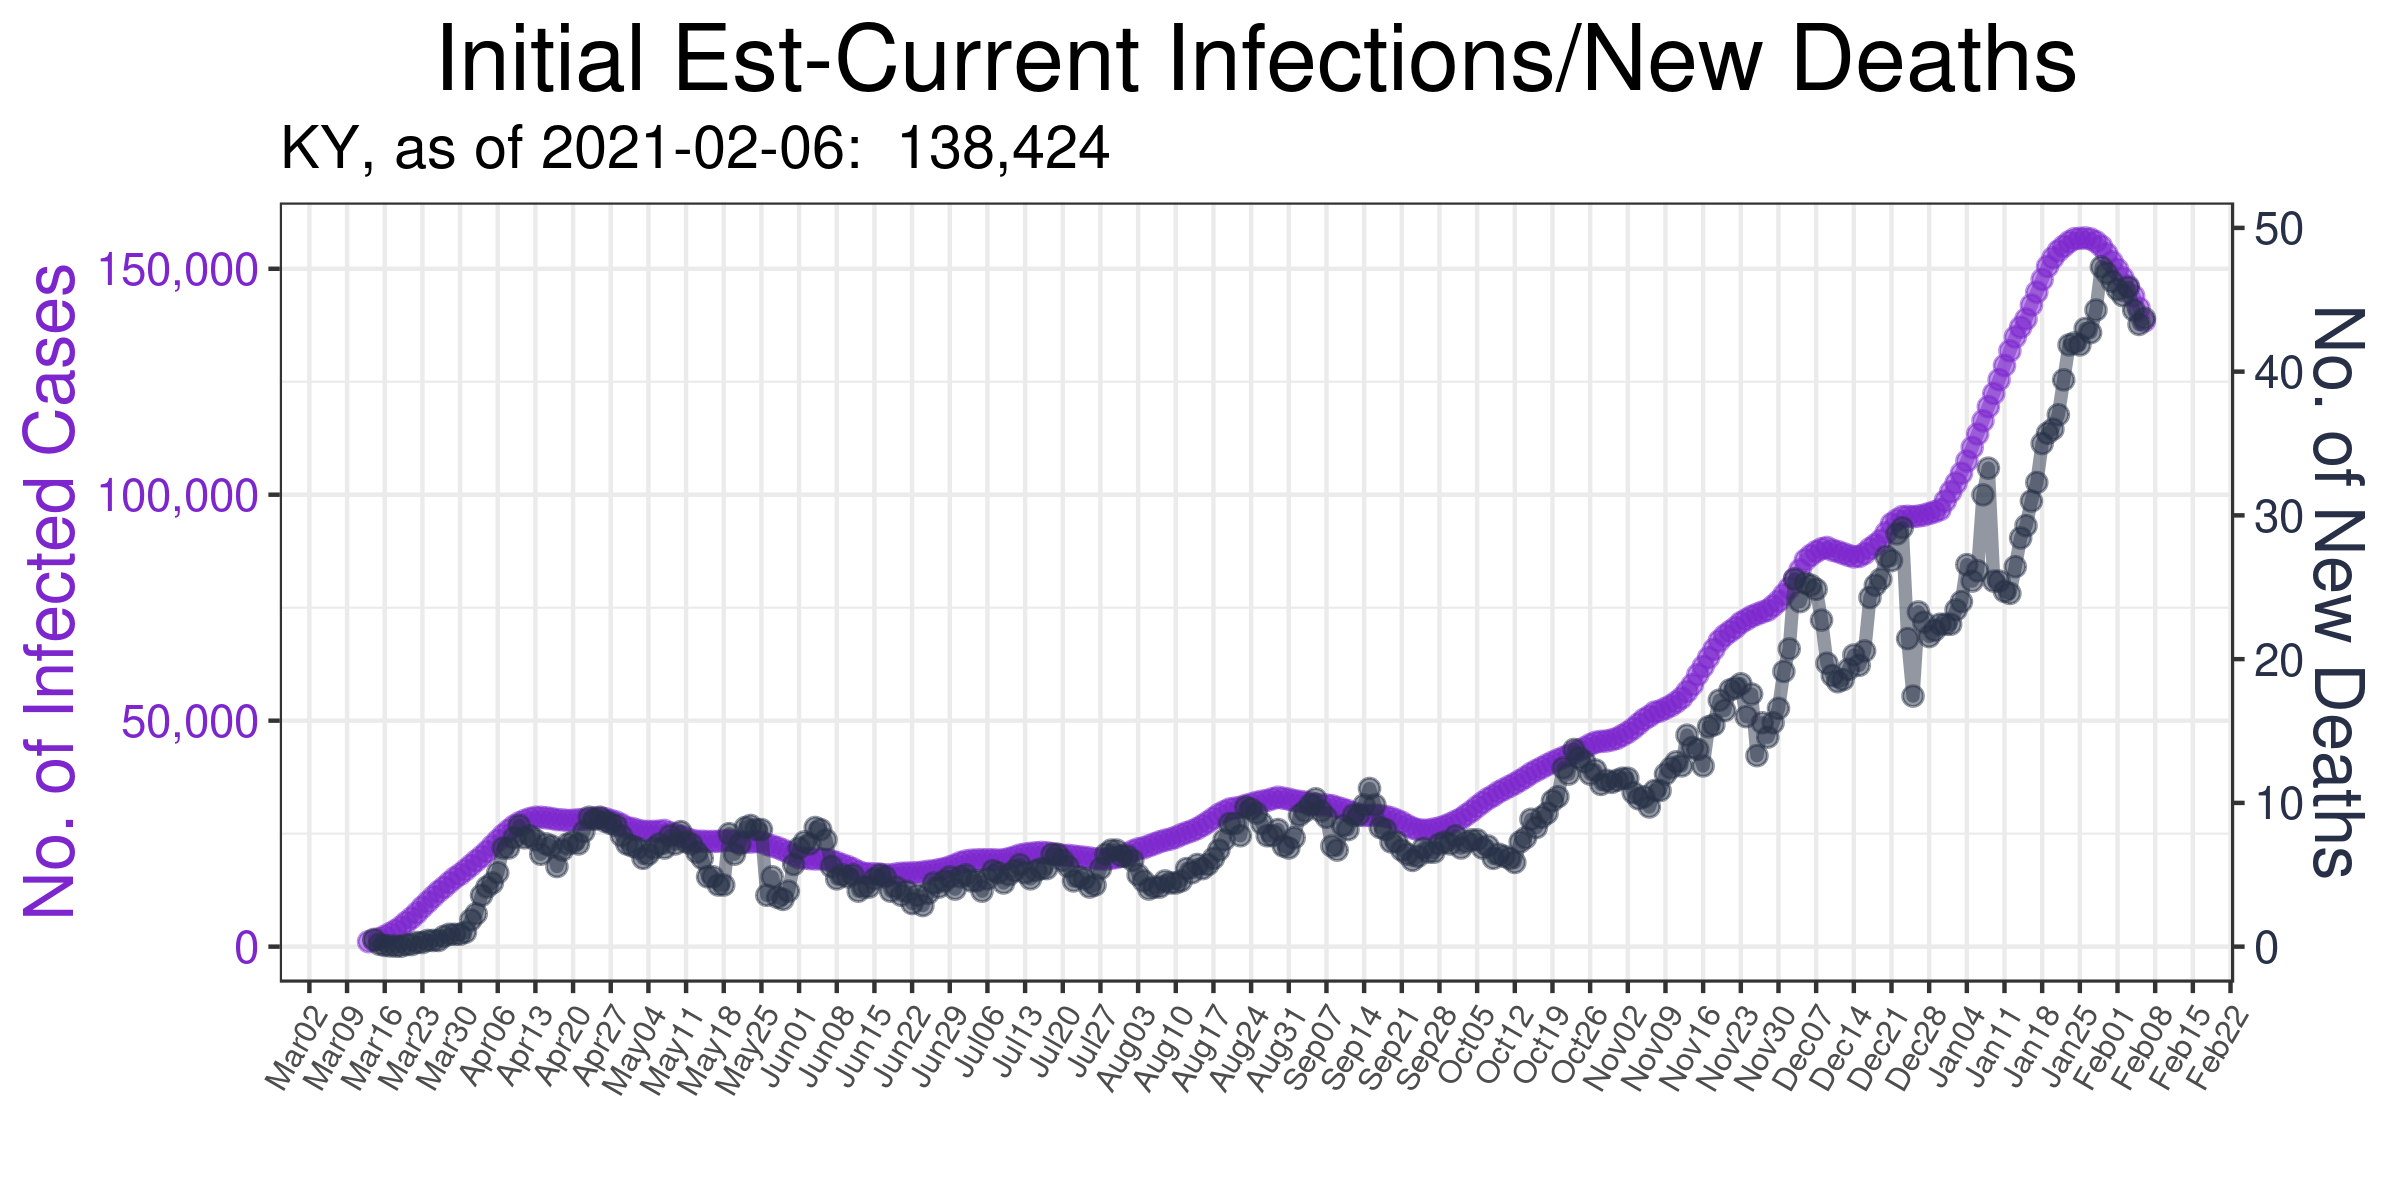 Initial Est-Current Infections/New Deaths
KY, as of 2021-02-06:  138,424
No. of Infected Cases
150,000
100,000
50,000
0
50
40
30
20
10
0
No. of New Deaths
Mar02
Mar09
Mar16
Mar23
Mar30
Apr06
Apr13
Apr20
Apr27
May04
May11
May18
May25
Jun01
Jun08
Jun15
Jun22
Jun29
Jul06
Jul13
Jul20
Jul27
Aug03
Aug10
Aug17
Aug24
Aug31
Sep07
Sep14
Sep21
Sep28
Oct05
Oct12
Oct19
Oct26
Nov02
Nov09
Nov16
Nov23
Nov30
Dec07
Dec14
Dec21
Dec28
Jan04
Jan11
Jan18
Jan25
Feb01
Feb08
Feb15
Feb22